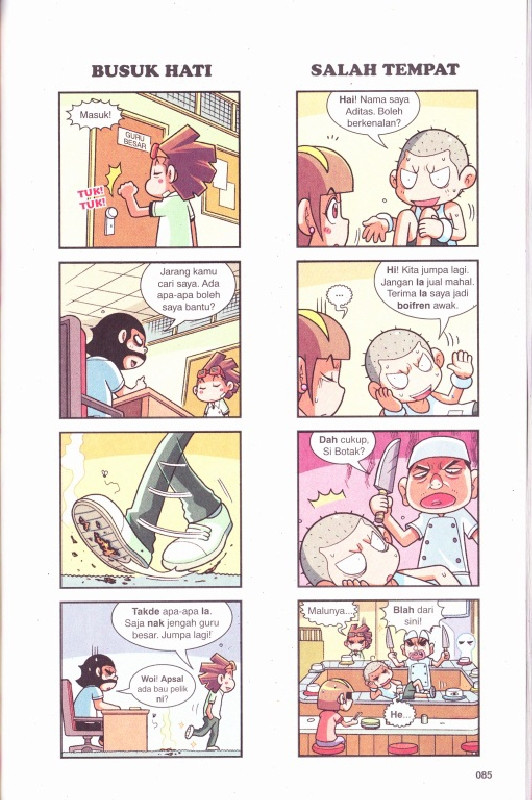 BUSUK HATI
Masuk!
GURU
BESAR
TUK!
TUK!
Jarang kamu
cari saya. Ada
apa-apa boleh
saya bantu?
Takde apa-apa la.
Saja nak jengah guru
besar. Jumpa lagi!
Woi! Apsal
ada bau pelik
ni!?
SALAH TEMPAT
Hai! Nama saya
Aditas. Boleh
berkenalan?
Hi! Kita jumpa lagi.
Jangan la jual mahal.
Terima la saya jadi
boifren awak.
...
Dah cukup,
Si Botak?
Malunya...
Blah dari
sini!
He...
085